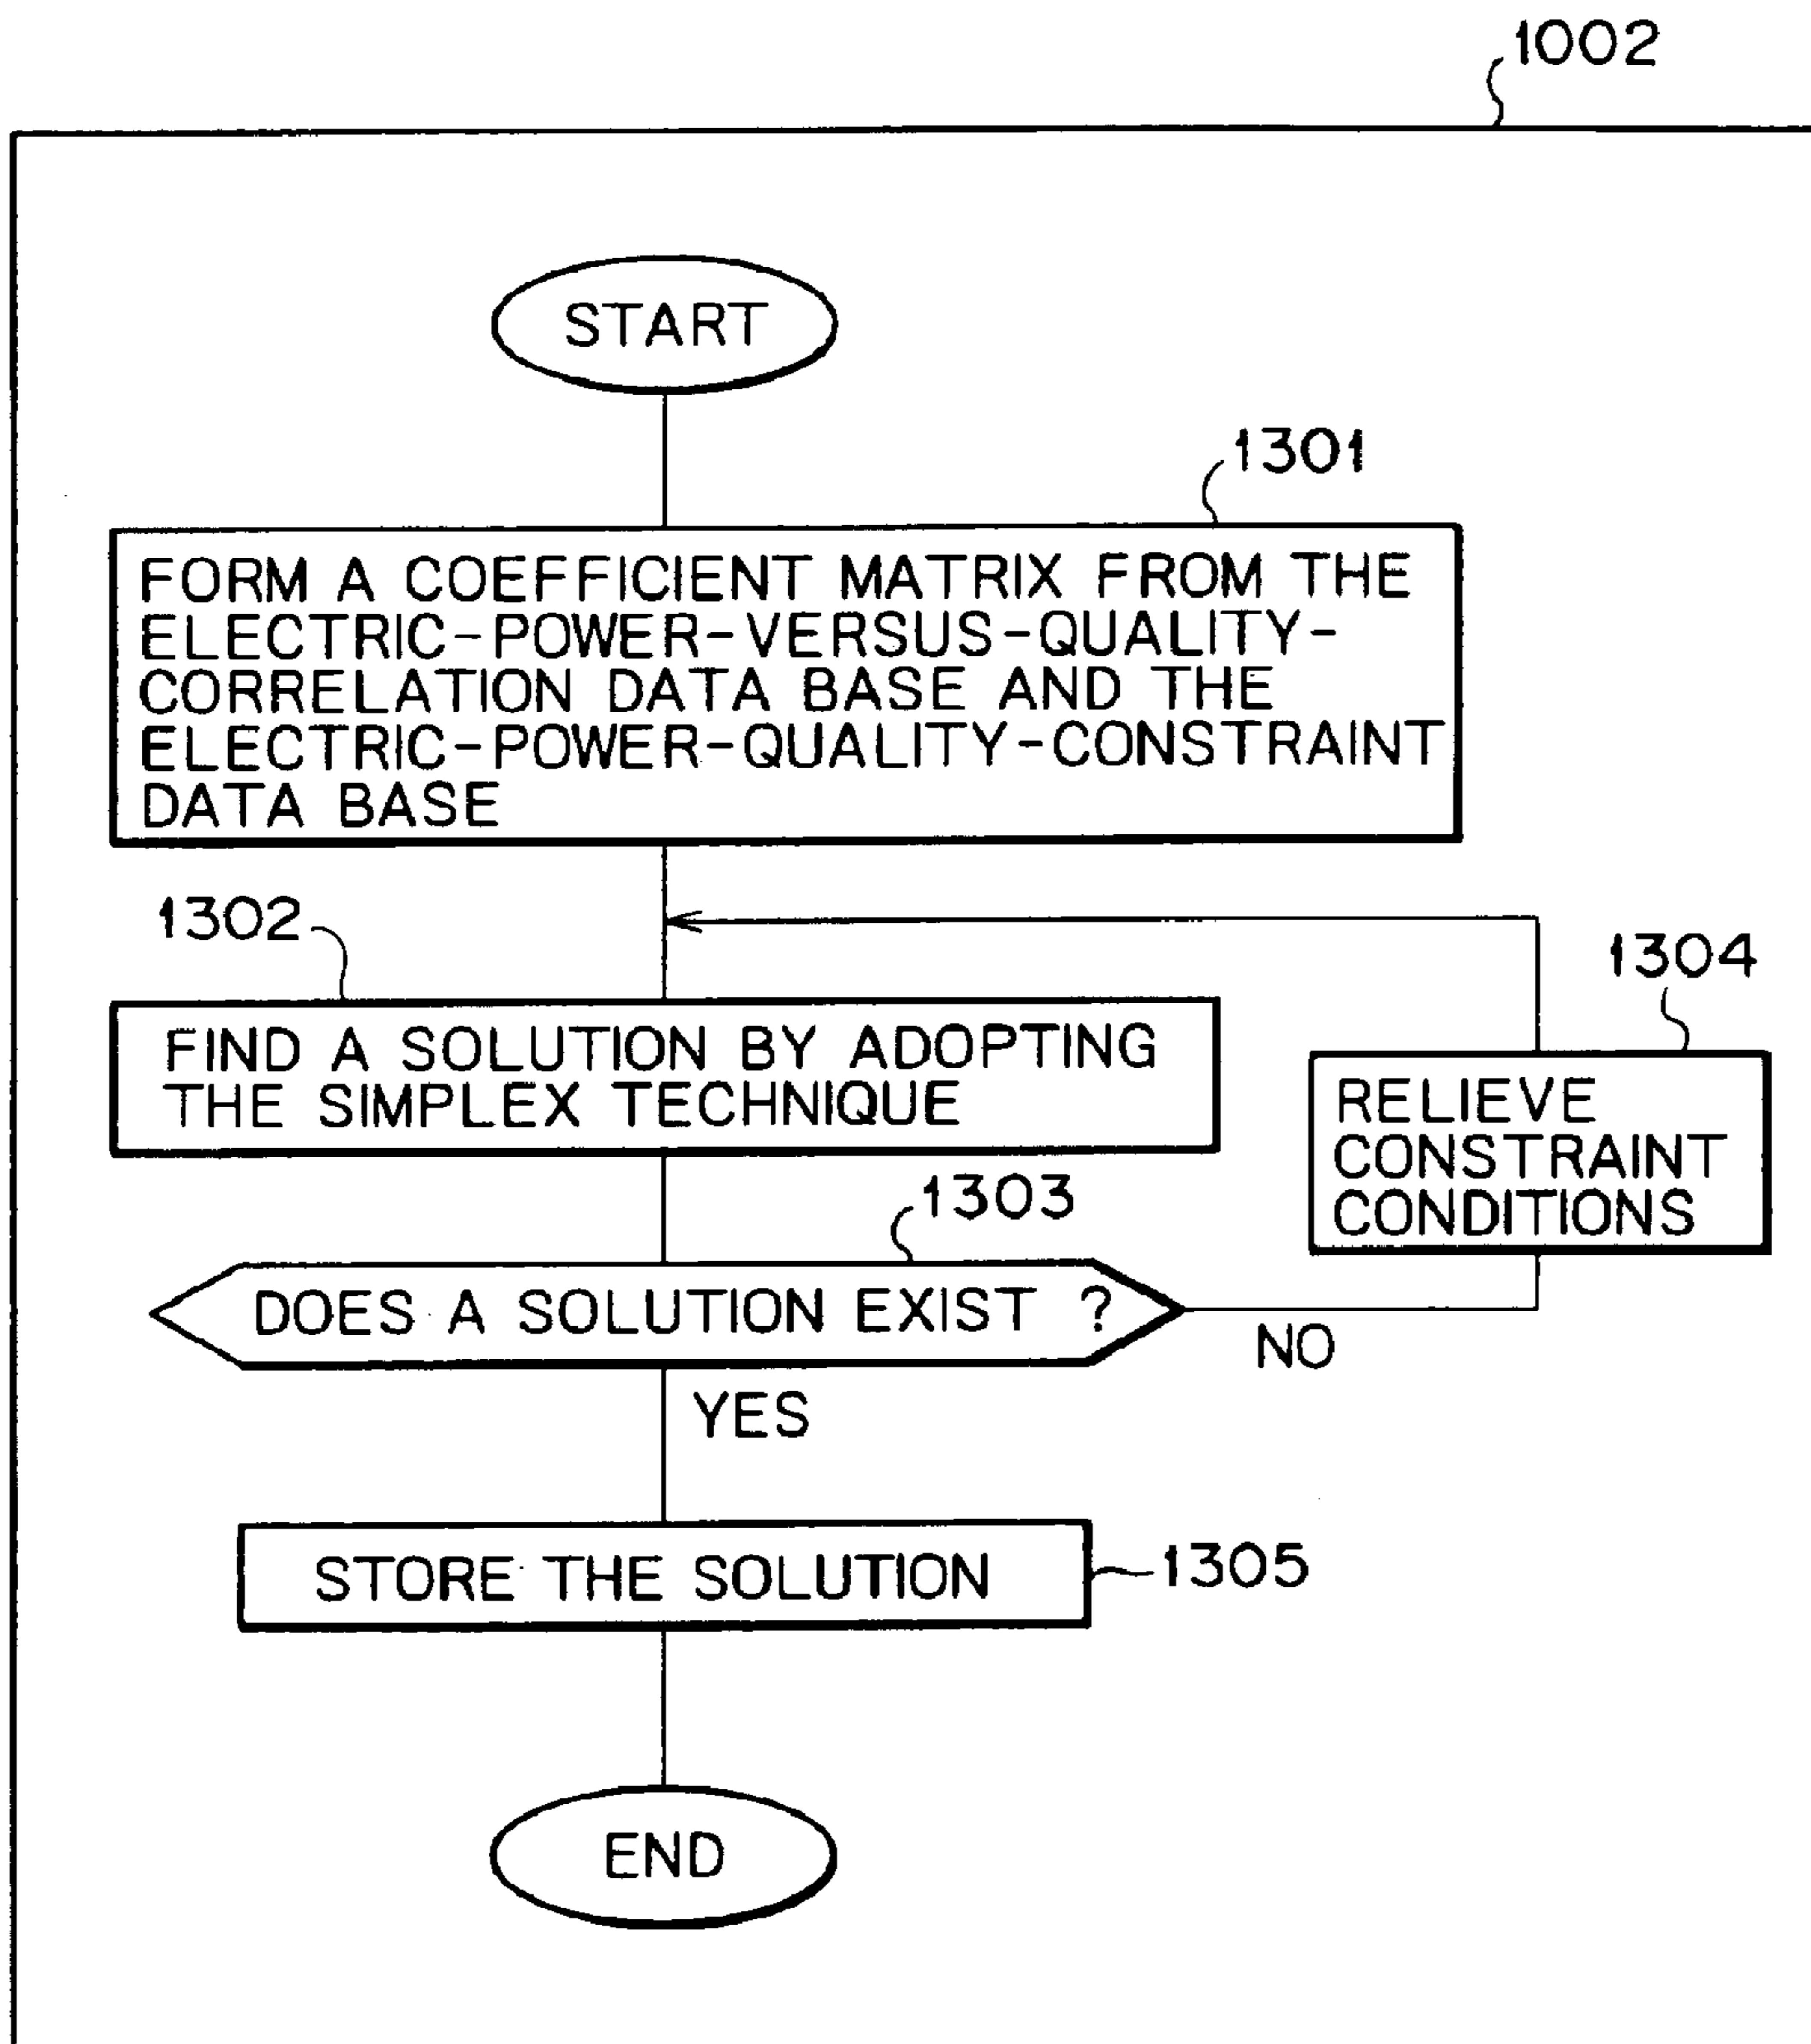 1002
START
1301
FORM A COEFFICIENT MATRIX FROM THE
ELECTRIC-POWER-VERSUS-QUALITY-
CORRELATION DATA BASE AND THE
ELECTRIC-POWER-QUALITY-CONSTRAINT
DATA BASE
1302
1304
FIND A SOLUTION BY ADOPTING
THE SIMPLEX TECHNIQUE
RELIEVE
CONSTRAINT
CONDITIONS
1303
DOES A SOLUTION EXIST ?
NO
YES
STORE THE SOLUTION
1305
END